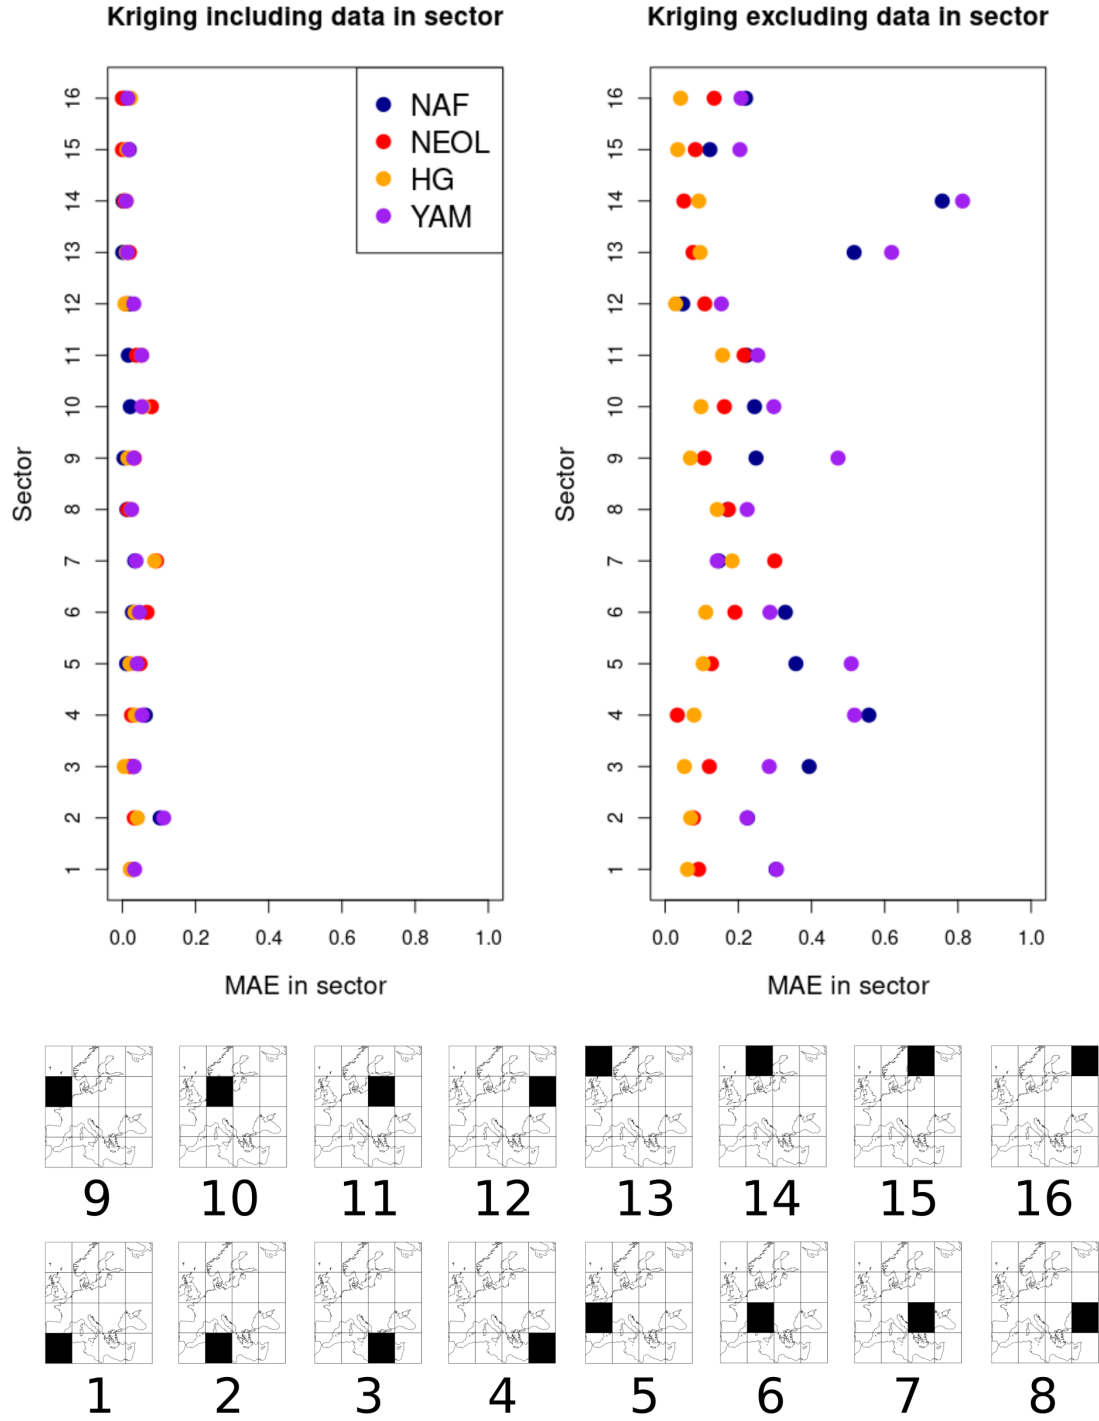 Kriging including data in sector
Kriging excluding data in sector
NAF
NEOL
HG
YAM
Sector
16
15
14
13
12
11
10
9
8
7
6
5
4
3
2
1
0.0 0.2 0.4 0.6 0.8 1.0
MAE in sector
Sector
16
15
14
13
12
11
10
9
8
7
6
5
4
3
2
1
0.0 0.2 0.4 0.6 0.8 1.0
MAE in sector
9 10 11 12 13 14 15 16
1 2 3 4 5 6 7 8